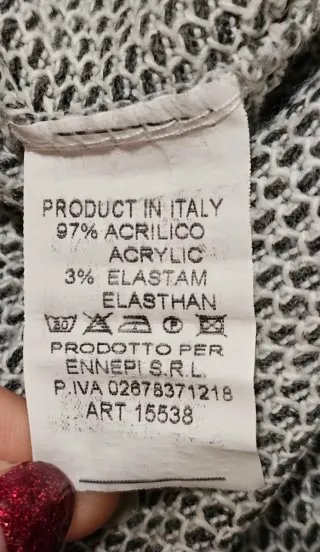 PRODUCT IN ITALY
97% ACRILICO
ACRYLIC
3% ELASTAM
ELASTHAN
30 P
PRODOTTO PER
ENNEPI S.R.L.
P.IVA 02678371218
ART 15538